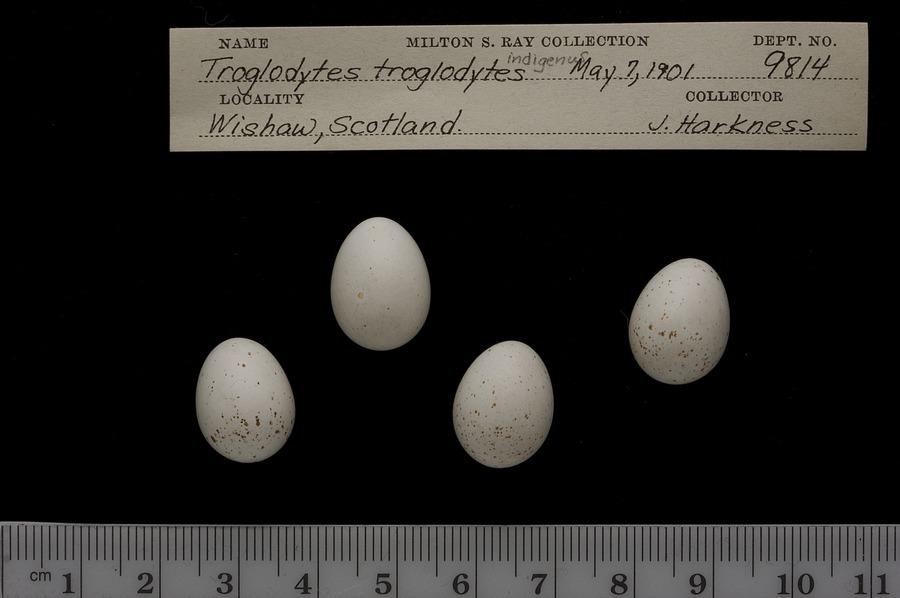 NAME MILTON S. RAY COLLECTION DEPT. NO.
indigenus
Troglodytes troglodytes May 7, 1901 9814
LOCALITY COLLECTOR
Wishaw, Scotland. J. Harkness
cm 1 2 3 4 5 6 7 8 9 10 11